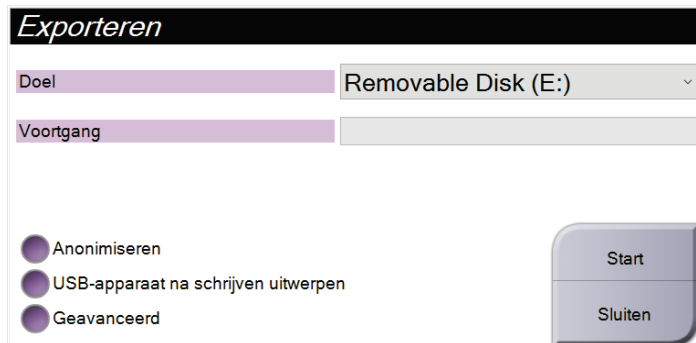 Exporteren
Doel
Removable Disk (E:)
Voortgang
Anonimiseren
USB-apparaat na schrijven uitwerpen
Geavanceerd
Start
Sluiten